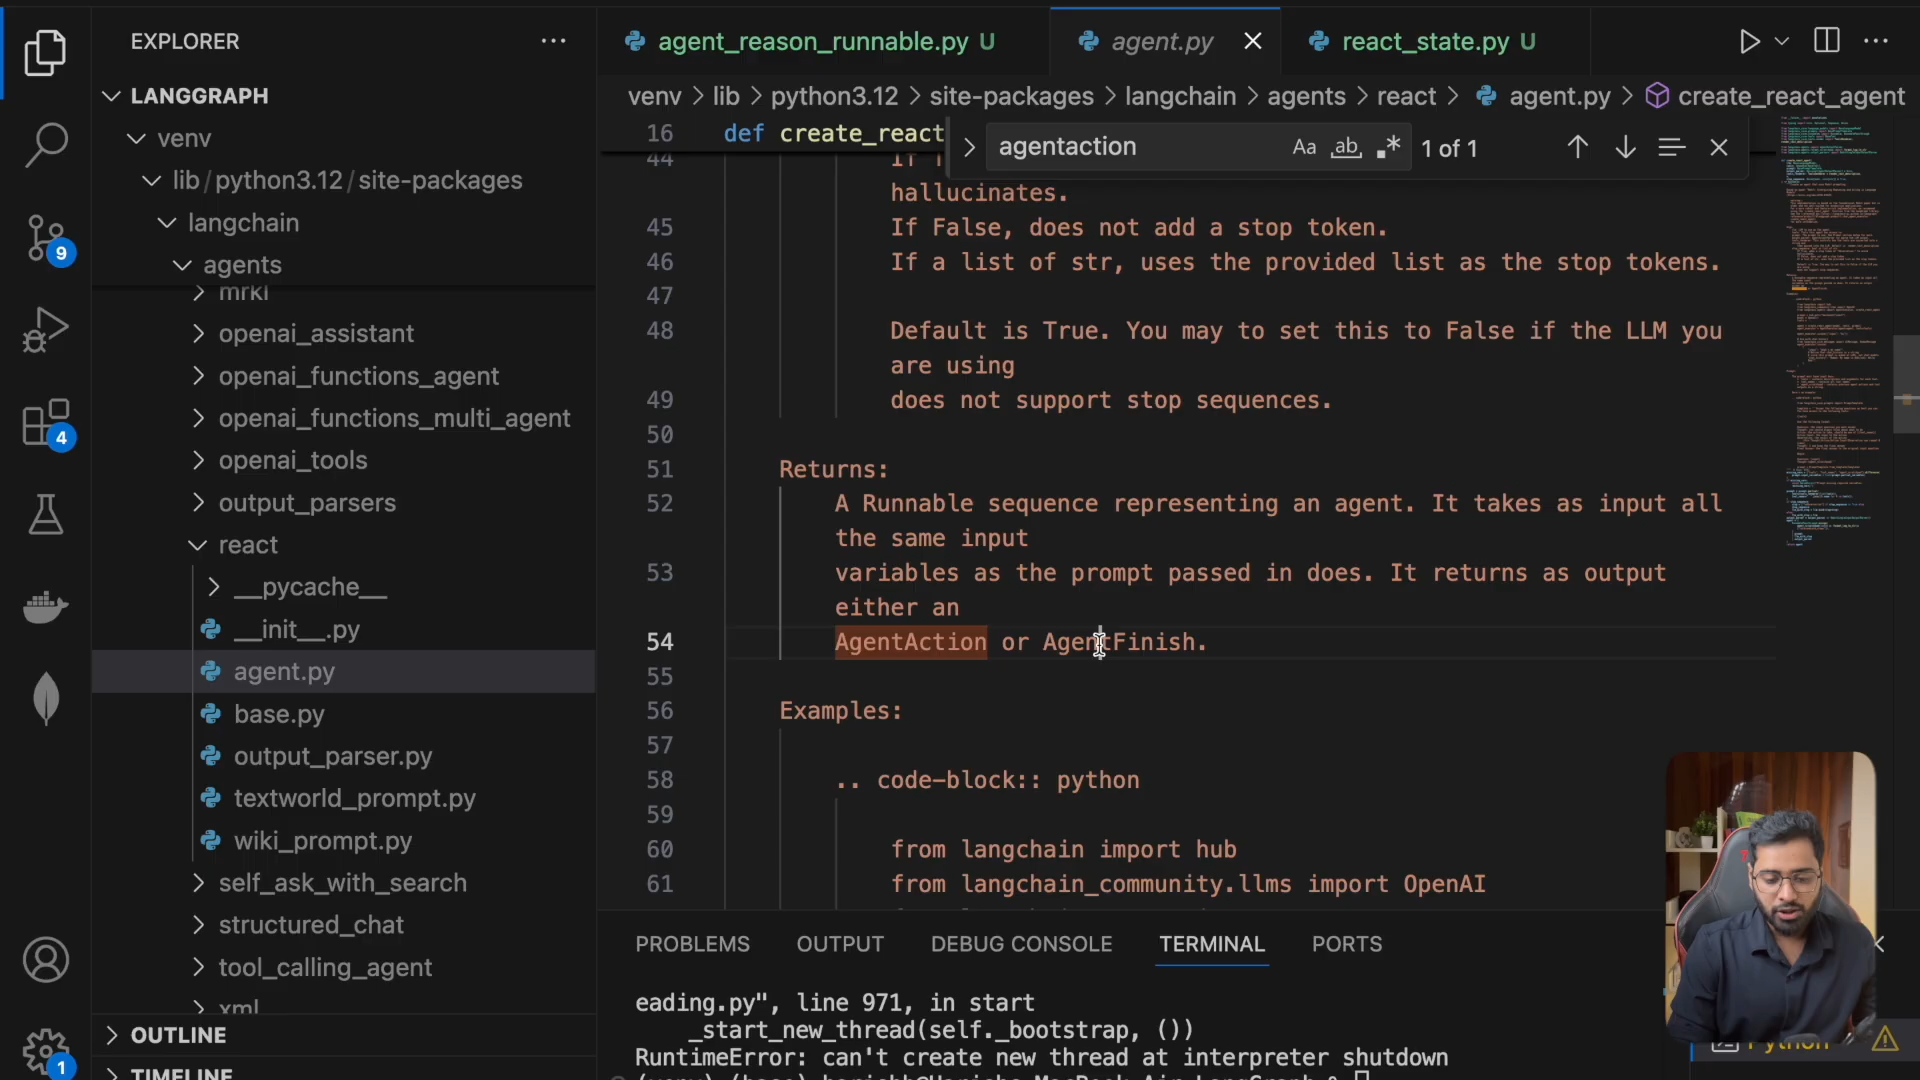 EXPLORER
LANGGRAPH
venv
lib/python3.12/site-packages
langchain
agents
mrkl
openai_assistant
openai_functions_agent
openai_functions_multi_agent
openai_tools
output_parsers
react
__pycache__
__init__.py
agent.py
base.py
output_parser.py
textworld_prompt.py
wiki_prompt.py
self_ask_with_search
structured_chat
tool_calling_agent
xml
OUTLINE
TIMELINE
9
4
1
agent_reason_runnable.py U
agent.py
react_state.py U
venv > lib > python3.12 > site-packages > langchain > agents > react > agent.py > create_react_agent
agentaction
Aa
ab
1 of 1
16 def create_react
44
hallucinates.
45 If False, does not add a stop token.
46 If a list of str, uses the provided list as the stop tokens.
47
48 Default is True. You may to set this to False if the LLM you
are using
49 does not support stop sequences.
50
51 Returns:
52 A Runnable sequence representing an agent. It takes as input all
the same input
53 variables as the prompt passed in does. It returns as output
either an
54 AgentAction or AgentFinish.
55
56 Examples:
57
58 .. code-block:: python
59
60 from langchain import hub
61 from langchain_community.llms import OpenAI
PROBLEMS
OUTPUT
DEBUG CONSOLE
TERMINAL
PORTS
eading.py", line 971, in start
_start_new_thread(self._bootstrap, ())
RuntimeError: can't create new thread at interpreter shutdown
Python